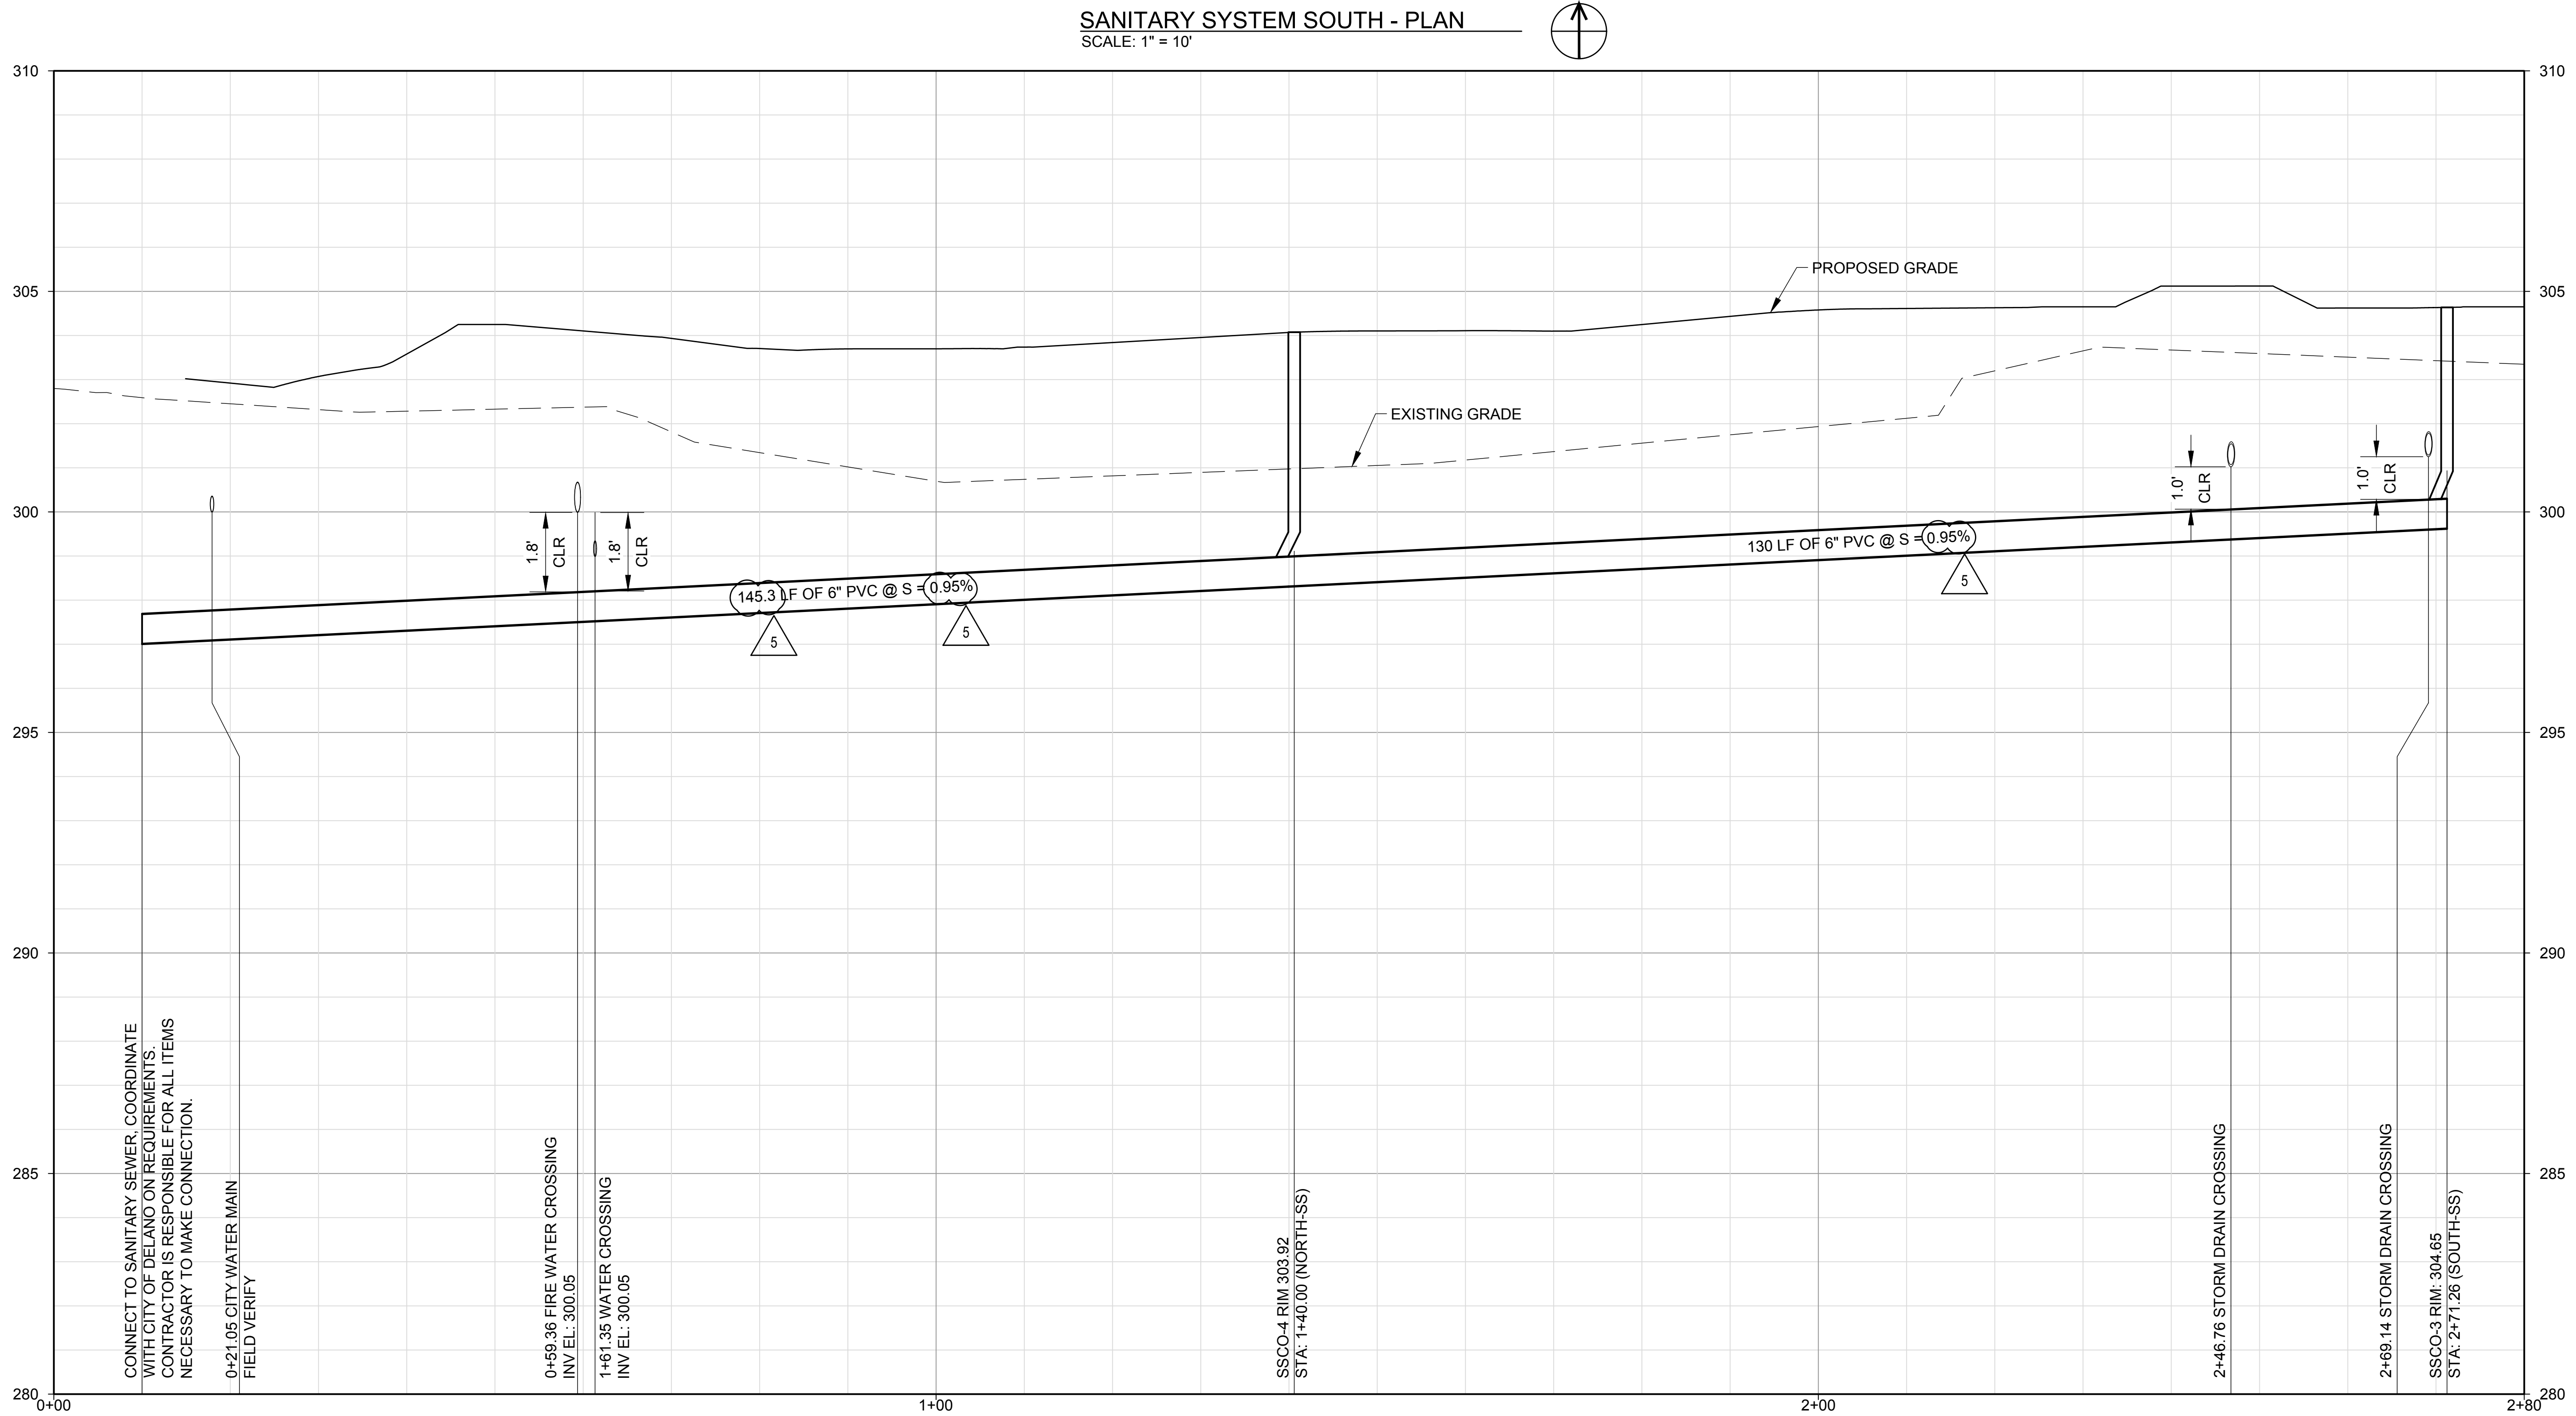 SANITARY SYSTEM SOUTH - PLAN
SCALE: 1" = 10'
310
310
305
305
300
300
295
295
290
290
285
285
280
280
0+00
1+00
2+00
2+80
PROPOSED GRADE
EXISTING GRADE
1.8'
CLR
1.8'
CLR
1.0'
CLR
1.0'
CLR
145.3 LF OF 6" PVC @ S = 0.95%
5
5
130 LF OF 6" PVC @ S = 0.95%
5
CONNECT TO SANITARY SEWER, COORDINATE
WITH CITY OF DELANO ON REQUIREMENTS.
CONTRACTOR IS RESPONSIBLE FOR ALL ITEMS
NECESSARY TO MAKE CONNECTION.
0+21.05 CITY WATER MAIN
FIELD VERIFY
0+59.36 FIRE WATER CROSSING
INV EL: 300.05
1+61.35 WATER CROSSING
INV EL: 300.05
SSCO-4 RIM 303.92
STA: 1+40.00 (NORTH-SS)
2+46.76 STORM DRAIN CROSSING
2+69.14 STORM DRAIN CROSSING
SSCO-3 RIM: 304.65
STA: 2+71.26 (SOUTH-SS)